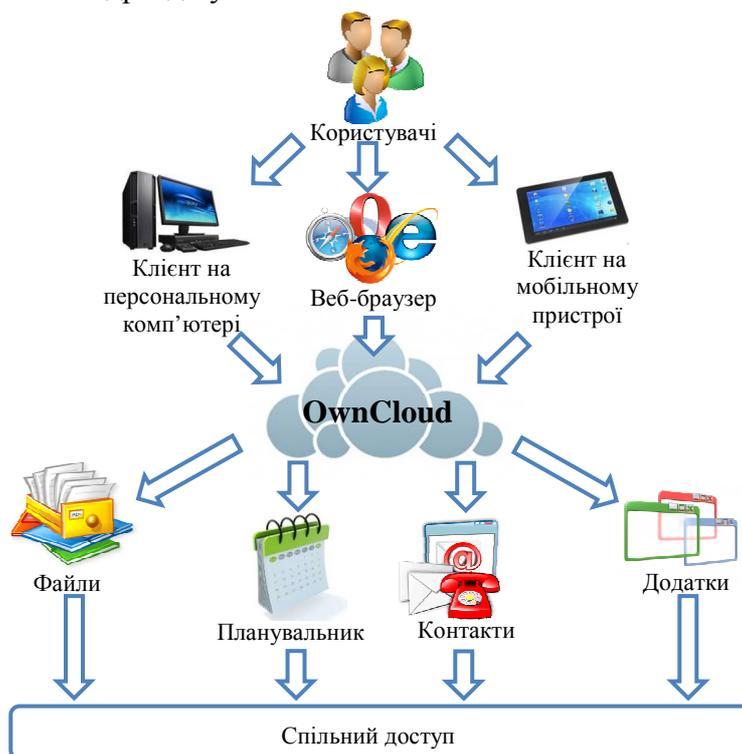 Користувачі
Клієнт на
персональному
комп’ютері
Веб-браузер
Клієнт на
мобільному
пристрої
OwnCloud
Файли
Планувальник
Контакти
Додатки
Спільний доступ